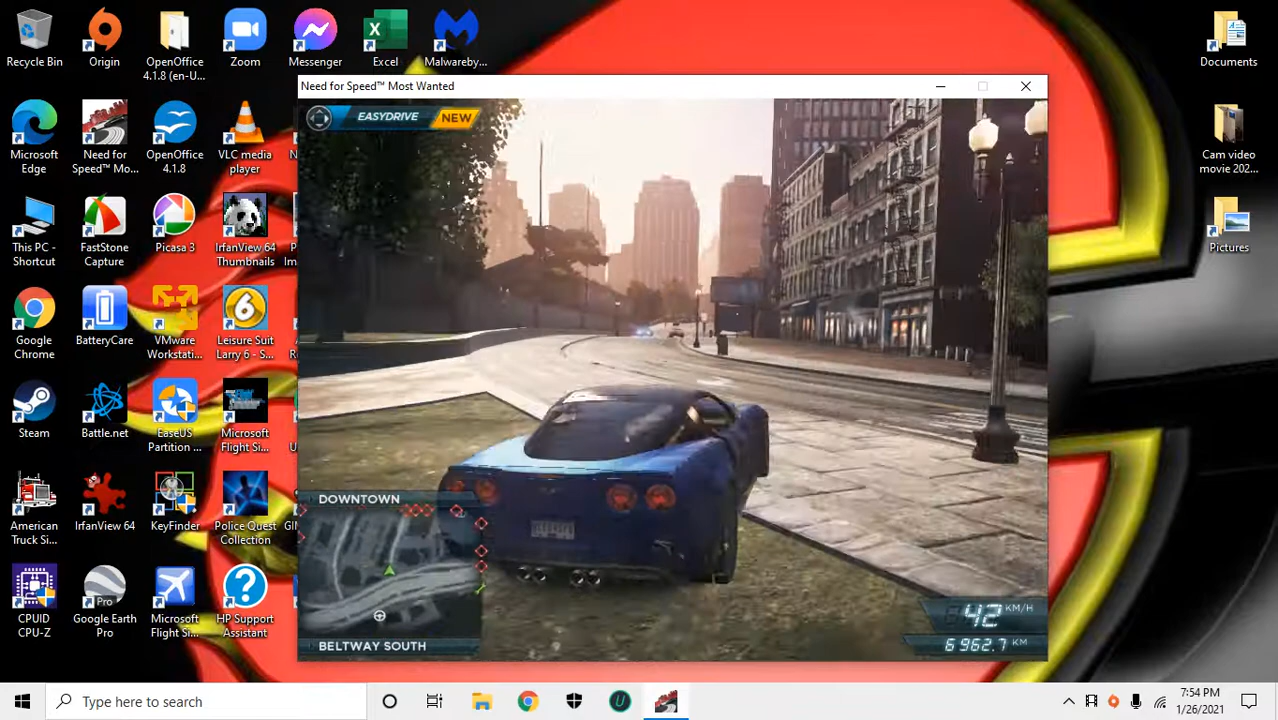 Recycle Bin
Origin
OpenOffice
4.1.8 (en-U...
Zoom
Messenger
Excel
Malwareby...
Documents
Need for Speed™ Most Wanted
EASYDRIVE
NEW
Microsoft
Edge
Need for
Speed™ Mo...
OpenOffice
4.1.8
VLC media
player
Cam video
movie 202...
This PC -
Shortcut
FastStone
Capture
Picasa 3
IrfanView 64
Thumbnails
Pictures
Google
Chrome
BatteryCare
VMware
Workstati...
Leisure Suit
Larry 6 - S...
Steam
Battle.net
EaseUS
Partition ...
Microsoft
Flight Si...
American
Truck Si...
IrfanView 64
KeyFinder
Police Quest
Collection
CPUID
CPU-Z
Google Earth
Pro
Microsoft
Flight Si...
HP Support
Assistant
DOWNTOWN
BELTWAY SOUTH
42 KM/H
6962.7 KM
Type here to search
7:54 PM
1/26/2021